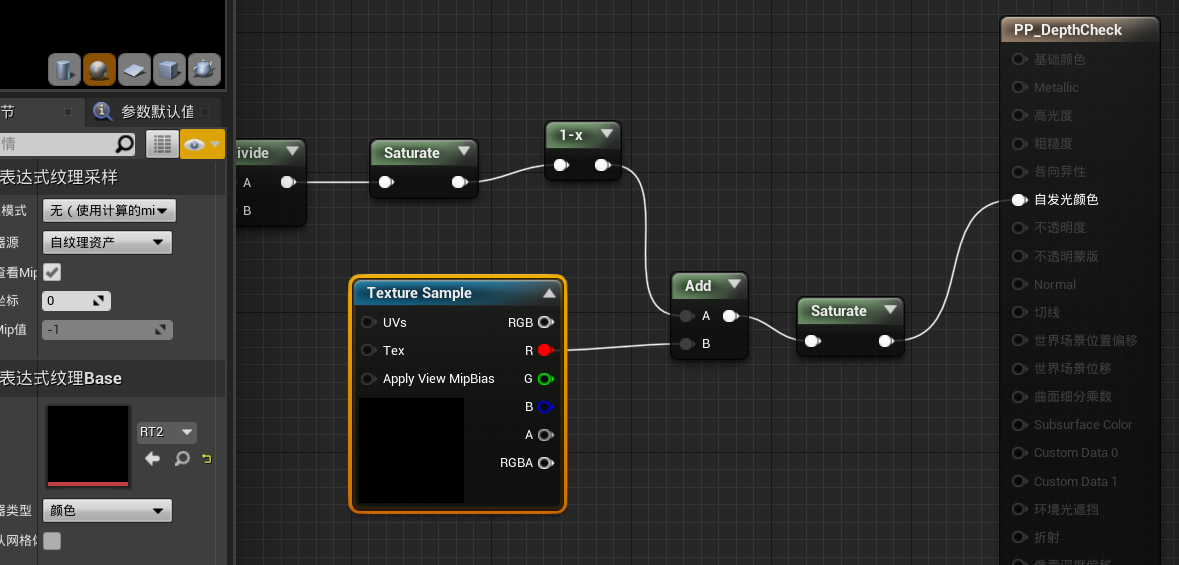 节
参数默认值
情
表达式纹理采样
模式
无（使用计算的mi
器源
自纹理资产
查看Mip
坐标
0
Mip值
-1
表达式纹理Base
RT2
器类型
颜色
ivide
A
B
Saturate
1-x
Texture Sample
UVs
RGB
Tex
R
Apply View MipBias
G
B
A
RGBA
Add
A
B
Saturate
PP_DepthCheck
基础颜色
Metallic
高光度
粗糙度
各向异性
自发光颜色
不透明度
不透明蒙版
Normal
切线
世界场景位置偏移
世界场景位移
曲面细分乘数
Subsurface Color
Custom Data 0
Custom Data 1
环境光遮挡
折射